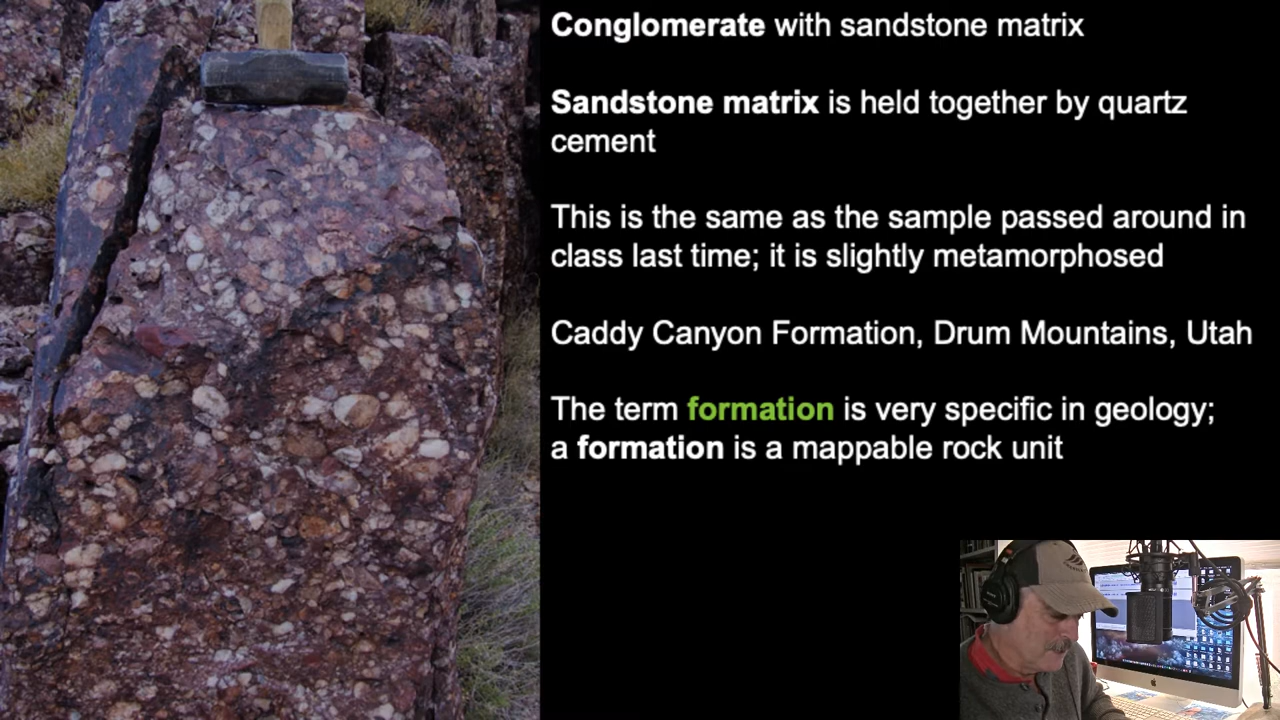 Conglomerate with sandstone matrix
Sandstone matrix is held together by quartz
cement
This is the same as the sample passed around in
class last time; it is slightly metamorphosed
Caddy Canyon Formation, Drum Mountains, Utah
The term formation is very specific in geology;
a formation is a mappable rock unit